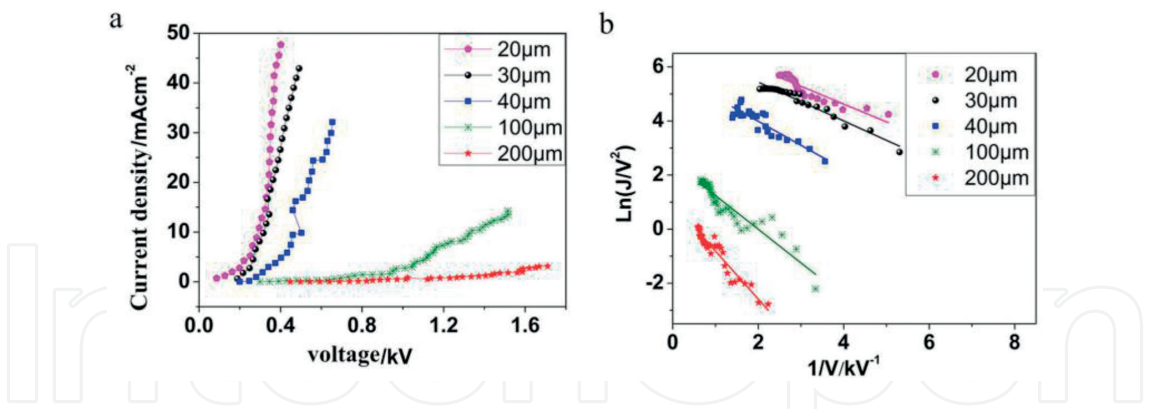 a
50
40
30
20
10
0
Current density/mAcm⁻²
0.0 0.4 0.8 1.2 1.6
voltage/kV
20μm
30μm
40μm
100μm
200μm
b
6
4
2
0
-2
Ln(J/V²)
0 2 4 6 8
1/V/kV⁻¹
20μm
30μm
40μm
100μm
200μm